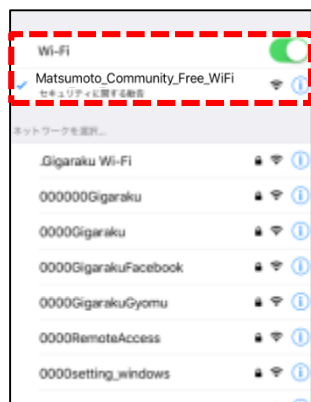 Wi-Fi
Matsumoto_Community_Free_WiFi
セキュリティに関する勧告
ネットワークを選択...
.Gigaraku Wi-Fi
000000Gigaraku
0000Gigaraku
0000GigarakuFacebook
0000GigarakuGyomu
0000RemoteAccess
0000setting_windows